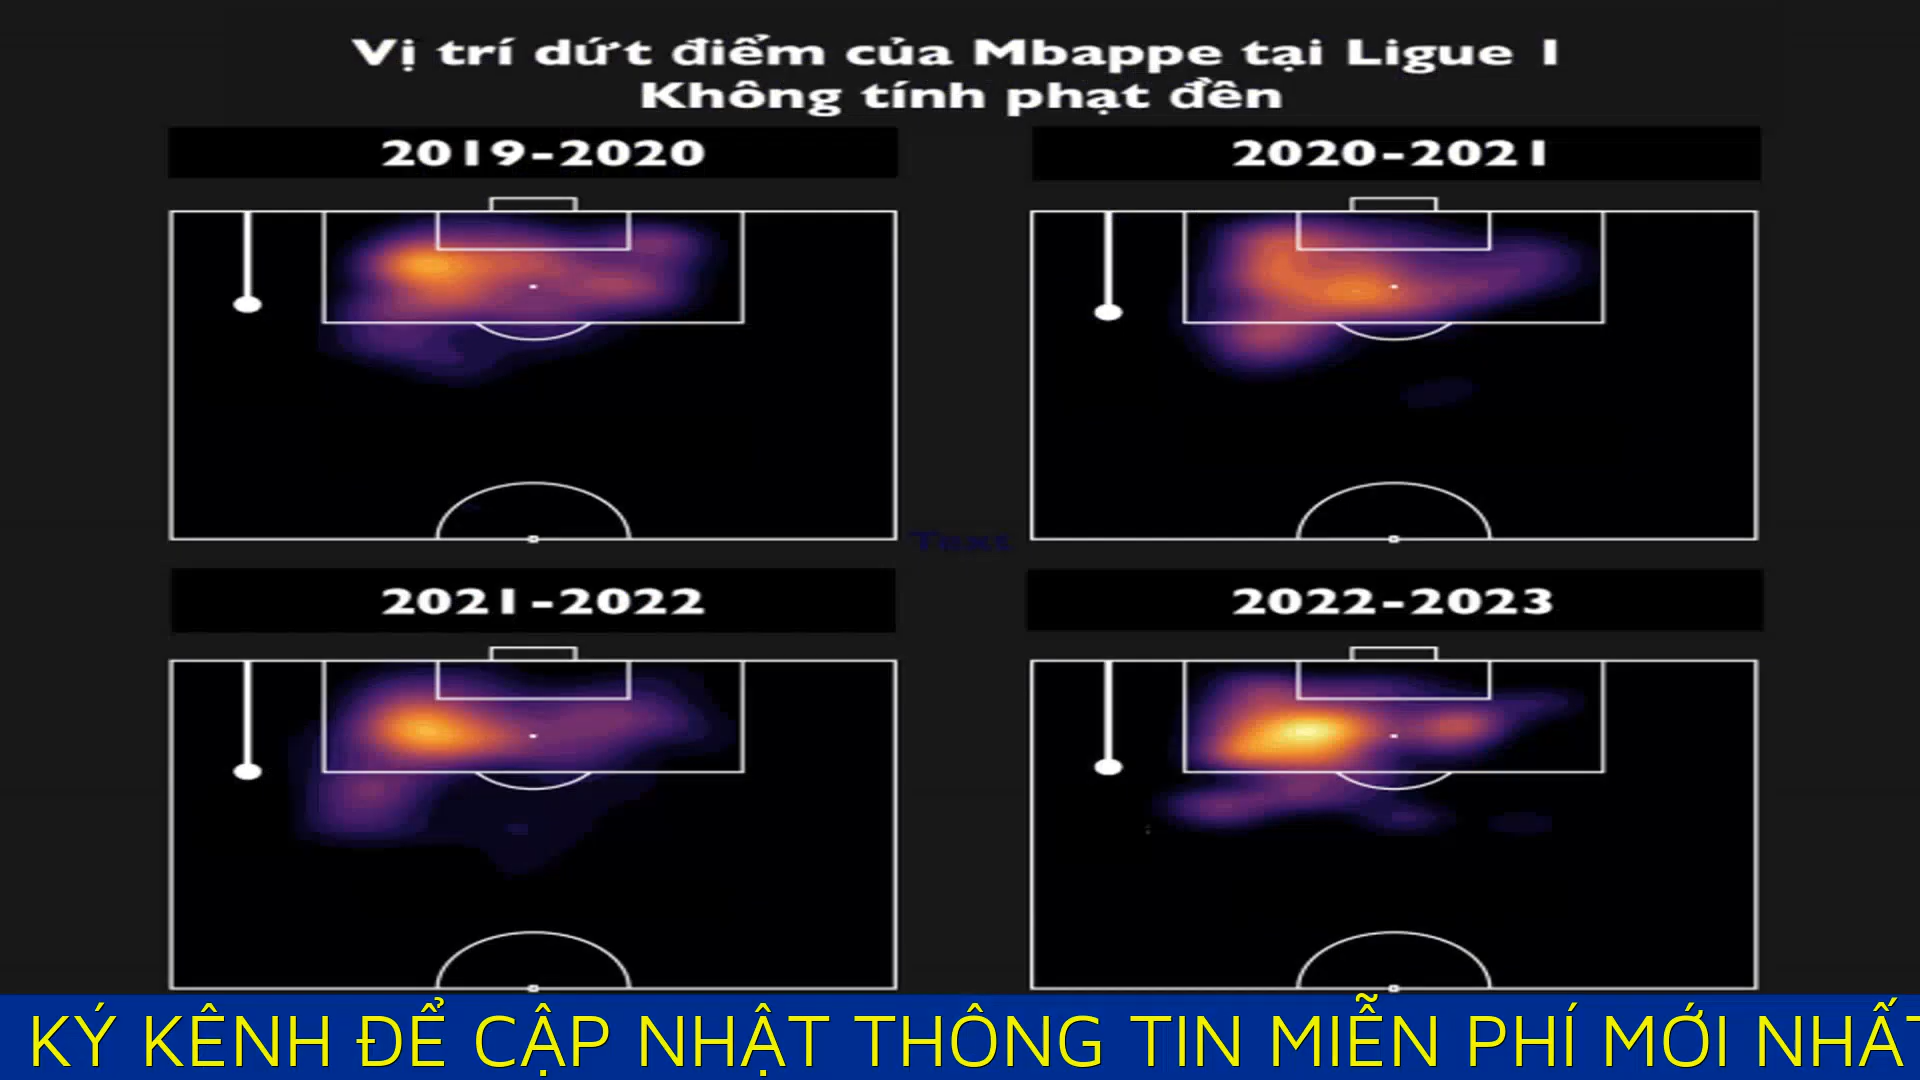 Vị trí dứt điểm của Mbappe tại Ligue 1
Không tính phạt đền
2019-2020
2020-2021
2021-2022
2022-2023
KÝ KÊNH ĐỂ CẬP NHẬT THÔNG TIN MIỄN PHÍ MỚI NHẤT